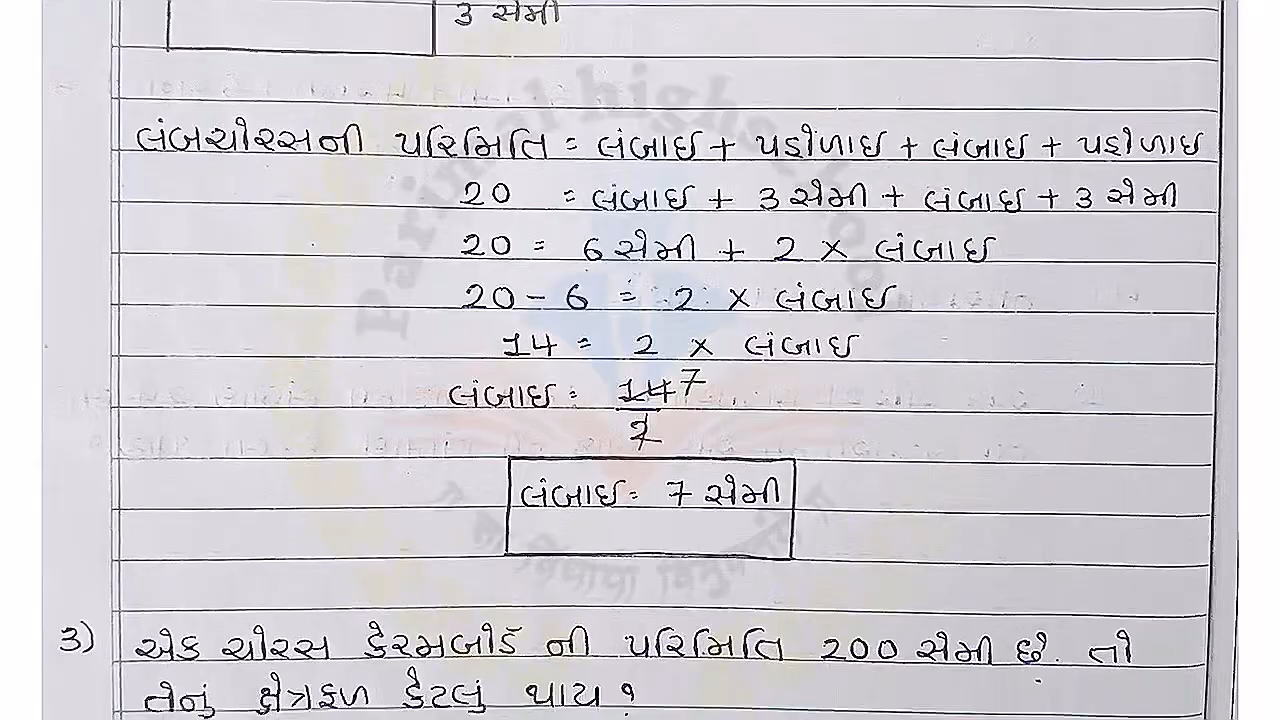 3 સેમી
લંબચોરસની પરિમિતિ = લંબાઇ + પહોળાઇ + લંબાઇ + પહોળાઇ
20 = લંબાઇ + 3 સેમી + લંબાઇ + 3 સેમી
20 = 6 સેમી + 2 × લંબાઇ
20 - 6 = 2 × લંબાઇ
14 = 2 × લંબાઇ
લંબાઇ = 14 7
2
લંબાઇ = 7 સેમી
3) એક ચોરસ કેરમબોર્ડ ની પરિમિતિ 200 સેમી છે. તો
તેનું ક્ષેત્રફળ કેટલું થાય ?